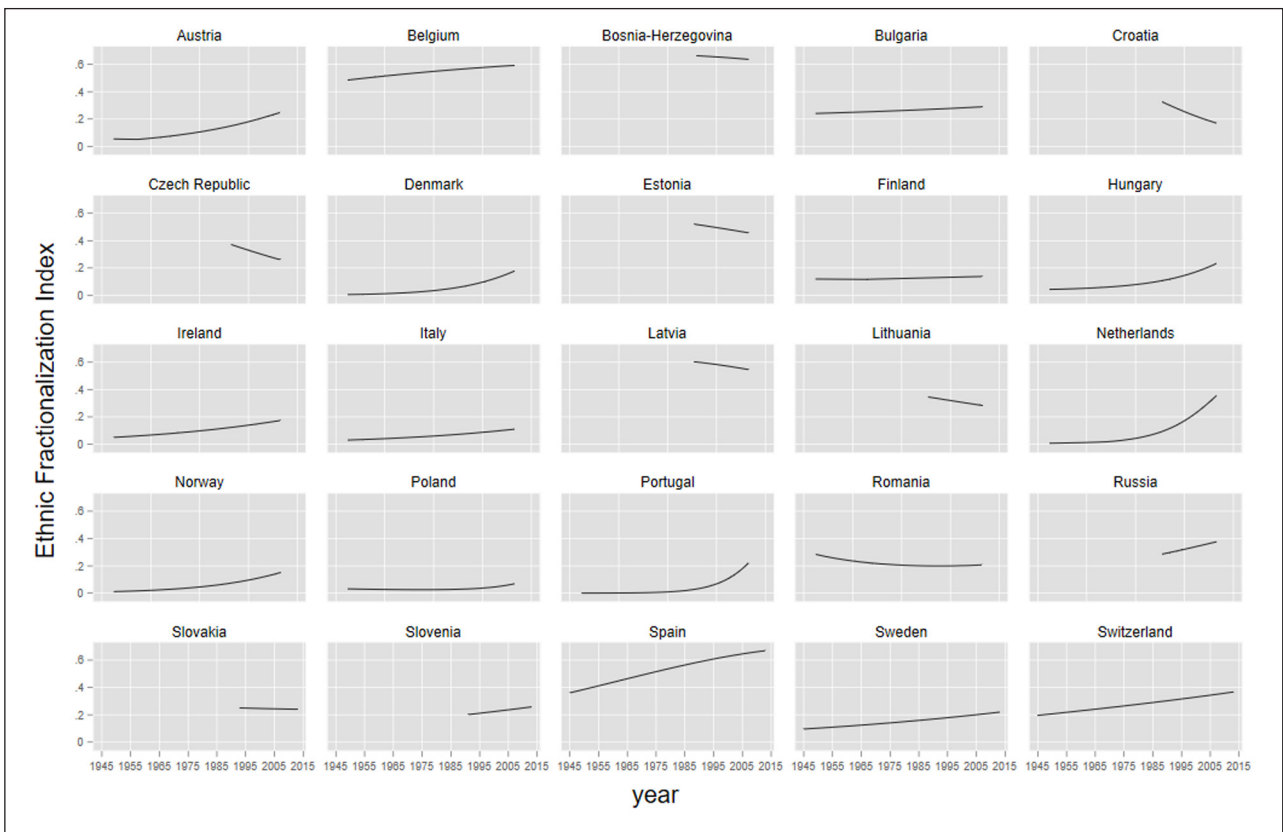 Austria Belgium Bosnia-Herzegovina Bulgaria Croatia
.6
.4
.2
0
Czech Republic Denmark Estonia Finland Hungary
.6
.4
.2
0
Ireland Italy Latvia Lithuania Netherlands
.6
.4
.2
0
Norway Poland Portugal Romania Russia
.6
.4
.2
0
Slovakia Slovenia Spain Sweden Switzerland
.6
.4
.2
0
1945 1955 1965 1975 1985 1995 2005 2015 1945 1955 1965 1975 1985 1995 2005 2015 1945 1955 1965 1975 1985 1995 2005 2015 1945 1955 1965 1975 1985 1995 2005 2015 1945 1955 1965 1975 1985 1995 2005 2015
year
Ethnic Fractionalization Index